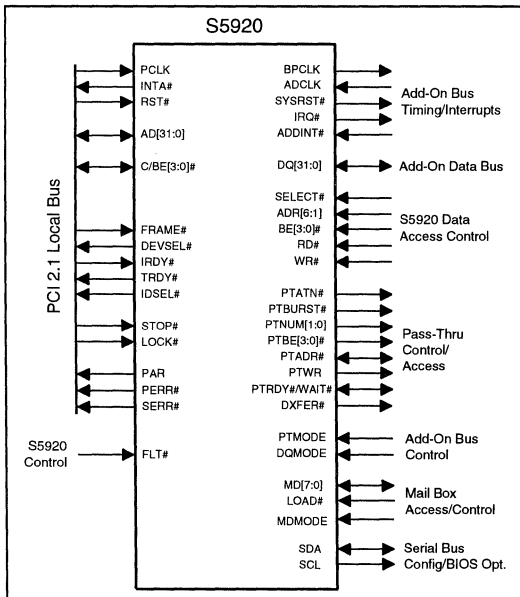 S5920
PCI 2.1 Local Bus
PCLK
INTA#
RST#
AD[31:0]
C/BE[3:0]#
FRAME#
DEVSEL#
IRDY#
TRDY#
IDSEL#
STOP#
LOCK#
PAR
PERR#
SERR#
S5920
Control
FLT#
BPCLK
ADCLK
SYSRST#
IRQ#
ADDINT#
Add-On Bus
Timing/Interrupts
DQ[31:0]
Add-On Data Bus
SELECT#
ADR[6:1]
BE[3:0]#
RD#
WR#
S5920 Data
Access Control
PTATN#
PTBURST#
PTNUM[1:0]
PTBE[3:0]#
PTADR#
PTWR
PTRDY#/WAIT#
DXFER#
Pass-Thru
Control/
Access
PTMODE
DQMODE
Add-On Bus
Control
MD[7:0]
LOAD#
MDMODE
Mail Box
Access/Control
SDA
SCL
Serial Bus
Config/BIOS Opt.